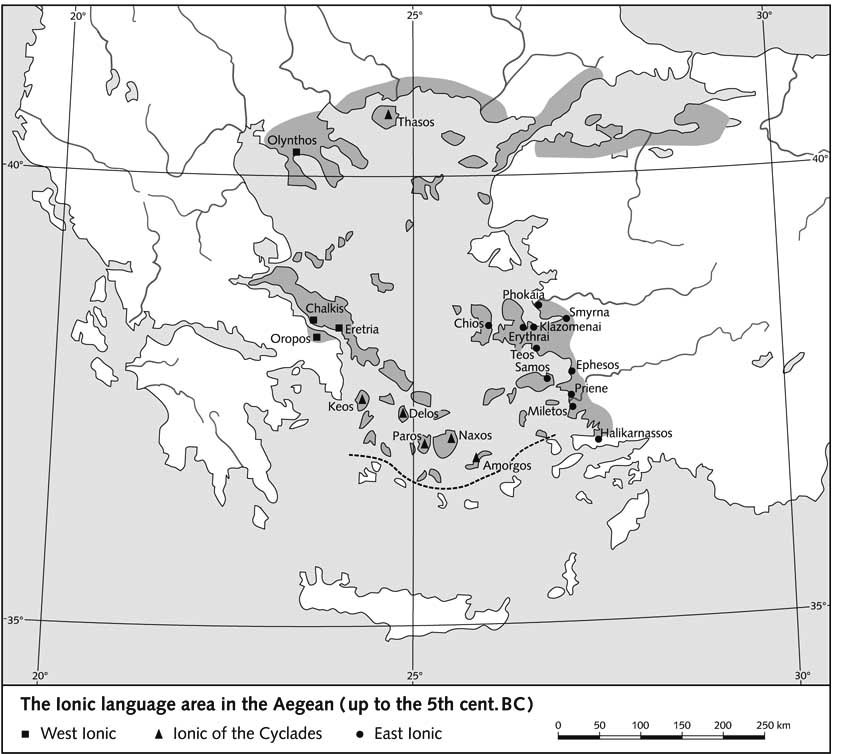 20°
25°
30°
Thasos
Olynthos
40°
40°
Phokaia
Smyrna
Chalkis
Chios
Klazomenai
Eretria
Erythrai
Oropos
Teos
Samos
Ephesos
Priene
Keos
Delos
Miletos
Paros
Naxos
Halikarnassos
Amorgos
35°
35°
20°
25°
30°
The Ionic language area in the Aegean (up to the 5th cent. BC)
West Ionic
Ionic of the Cyclades
East Ionic
0 50 100 150 200 250 km